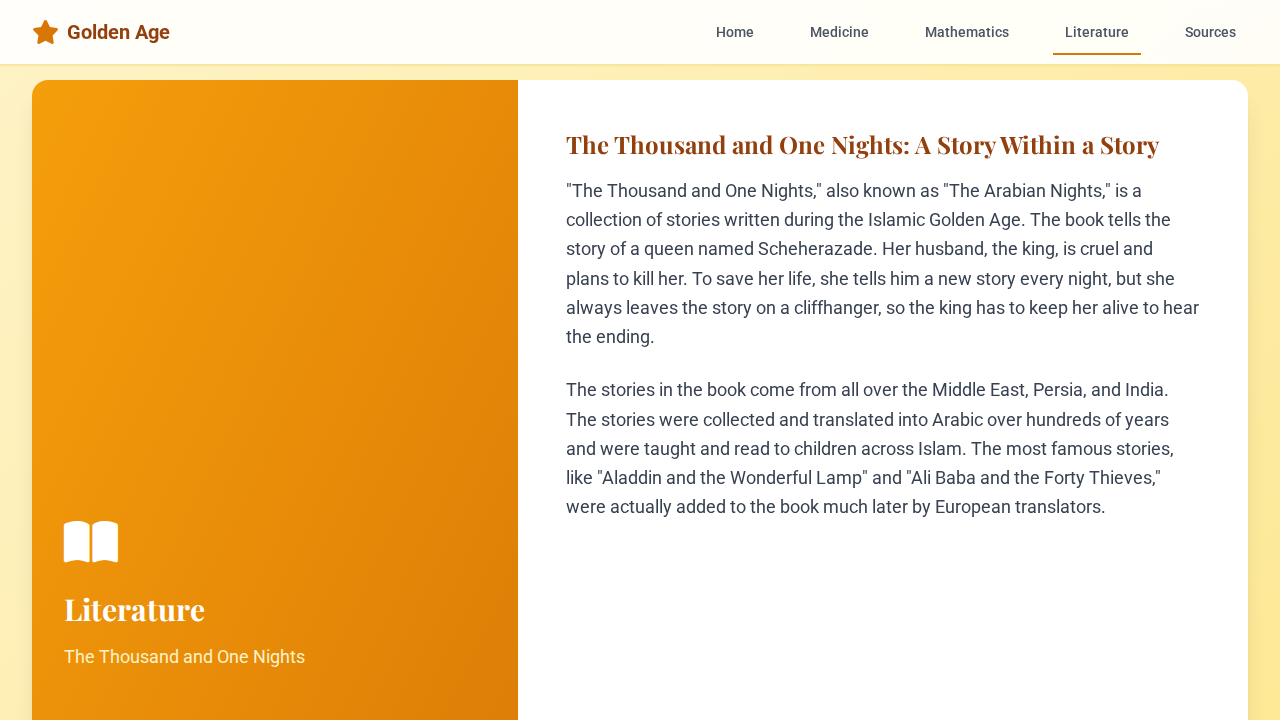 Golden Age
Home
Medicine
Mathematics
Literature
Sources
The Thousand and One Nights: A Story Within a Story
"The Thousand and One Nights," also known as "The Arabian Nights," is a
collection of stories written during the Islamic Golden Age. The book tells the
story of a queen named Scheherazade. Her husband, the king, is cruel and
plans to kill her. To save her life, she tells him a new story every night, but she
always leaves the story on a cliffhanger, so the king has to keep her alive to hear
the ending.
The stories in the book come from all over the Middle East, Persia, and India.
The stories were collected and translated into Arabic over hundreds of years
and were taught and read to children across Islam. The most famous stories,
like "Aladdin and the Wonderful Lamp" and "Ali Baba and the Forty Thieves,"
were actually added to the book much later by European translators.
Literature
The Thousand and One Nights